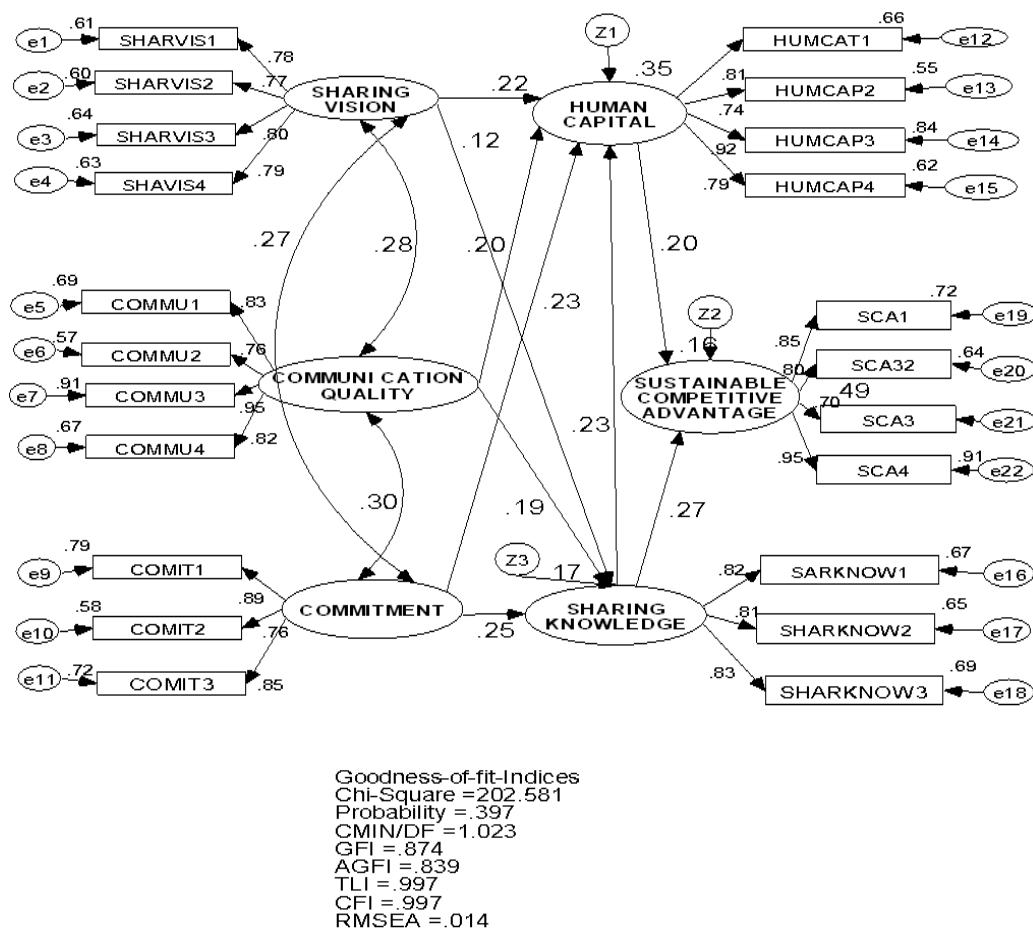 .61
e1
SHARVIS1
.78
.60
e2
SHARVIS2
.77
.64
e3
SHARVIS3
.80
.63
e4
SHAVIS4
.79
SHARING
VISION
Z1
.35
HUMAN
CAPITAL
.22
.12
.66
HUMCAT1
e12
.81
.55
HUMCAP2
e13
.74
.84
HUMCAP3
e14
.92
.62
HUMCAP4
e15
.79
.27
.28
.20
.23
.23
.20
.69
e5
COMMU1
.83
.57
e6
COMMU2
.76
.91
e7
COMMU3
.95
.67
e8
COMMU4
.82
COMMUNICATION
QUALITY
Z2
.16
SUSTAINABLE
COMPETITIVE
ADVANTAGE
.72
SCA1
e19
.85
.64
SCA32
e20
.80
.49
SCA3
e21
.70
.91
SCA4
e22
.95
.30
.19
.27
.79
e9
COMIT1
.89
.58
e10
COMIT2
.76
.72
e11
COMIT3
.85
COMMITMENT
.25
Z3
.17
SHARING
KNOWLEDGE
.67
SARKNOW1
e16
.82
.65
SHARKNOW2
e17
.81
.69
SHARKNOW3
e18
.83
Goodness-of-fit-Indices
Chi-Square =202.581
Probability =.397
CMIN/DF =1.023
GFI =.874
AGFI =.839
TLI =.997
CFI =.997
RMSEA =.014